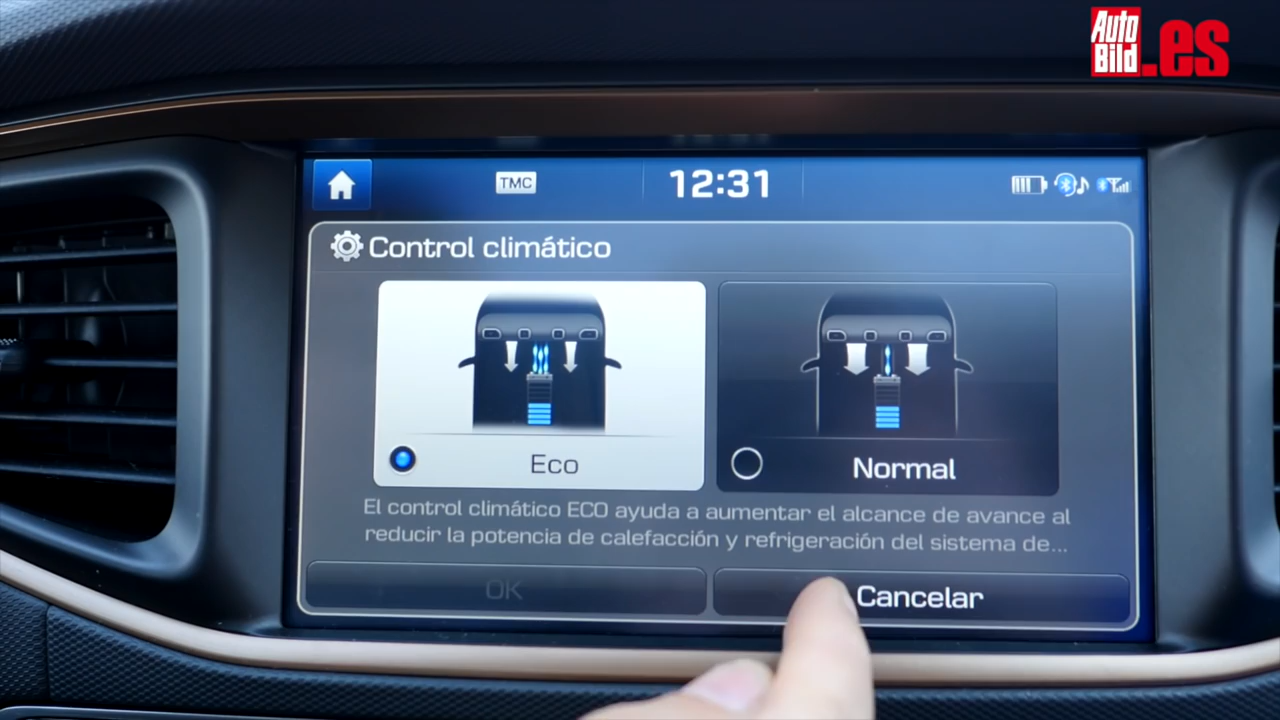 Auto
Bild
.es
TMC
12:31
Control climático
Eco
Normal
El control climático ECO ayuda a aumentar el alcance de avance al
reducir la potencia de calefacción y refrigeración del sistema de...
OK
Cancelar